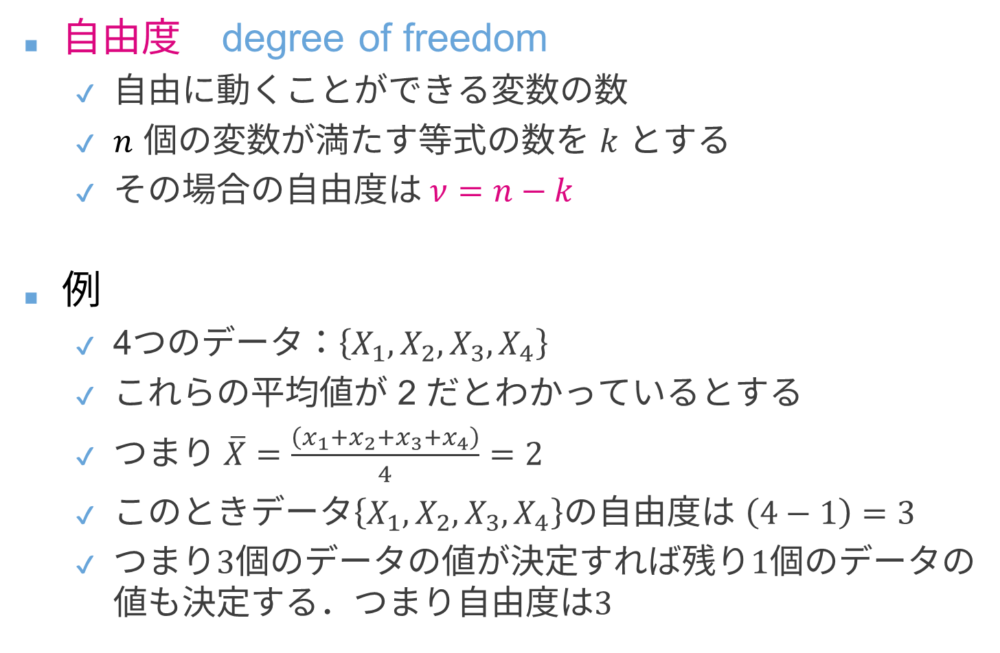 ▪ 自由度 degree of freedom
✓ 自由に動くことができる変数の数
✓ n 個の変数が満たす等式の数を k とする
✓ その場合の自由度は ν = n − k
▪ 例
✓ 4つのデータ：{X₁, X₂, X₃, X₄}
✓ これらの平均値が 2 だとわかっているとする
✓ つまり X̄ = (x₁+x₂+x₃+x₄)/4 = 2
✓ このときデータ{X₁, X₂, X₃, X₄}の自由度は (4 − 1) = 3
✓ つまり3個のデータの値が決定すれば残り1個のデータの
値も決定する．つまり自由度は3